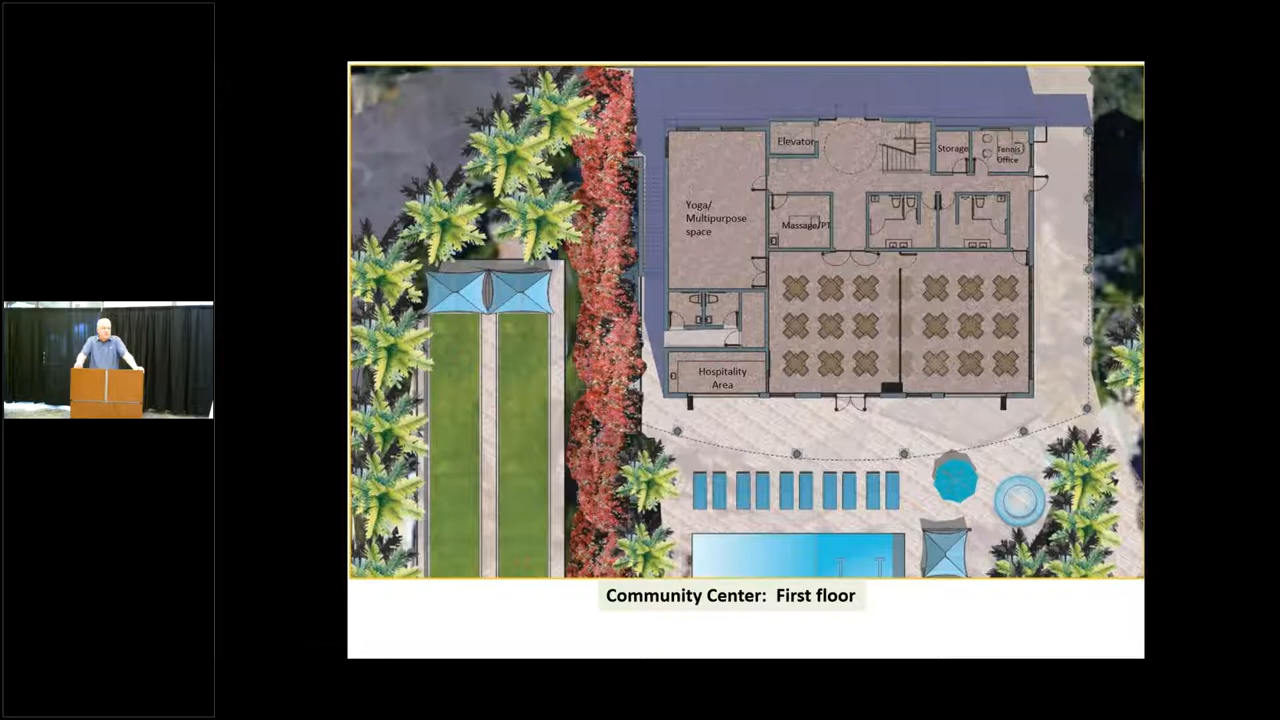 Elevator
Storage
Tennis
Office
Yoga/
Multipurpose
space
Massage/PT
Hospitality
Area
Community Center: First floor